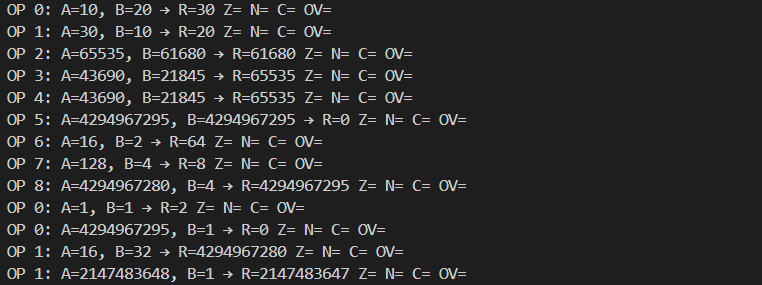 OP 0: A=10, B=20 → R=30 Z= N= C= OV=
OP 1: A=30, B=10 → R=20 Z= N= C= OV=
OP 2: A=65535, B=61680 → R=61680 Z= N= C= OV=
OP 3: A=43690, B=21845 → R=65535 Z= N= C= OV=
OP 4: A=43690, B=21845 → R=65535 Z= N= C= OV=
OP 5: A=4294967295, B=4294967295 → R=0 Z= N= C= OV=
OP 6: A=16, B=2 → R=64 Z= N= C= OV=
OP 7: A=128, B=4 → R=8 Z= N= C= OV=
OP 8: A=4294967280, B=4 → R=4294967295 Z= N= C= OV=
OP 0: A=1, B=1 → R=2 Z= N= C= OV=
OP 0: A=4294967295, B=1 → R=0 Z= N= C= OV=
OP 1: A=16, B=32 → R=4294967280 Z= N= C= OV=
OP 1: A=2147483648, B=1 → R=2147483647 Z= N= C= OV=